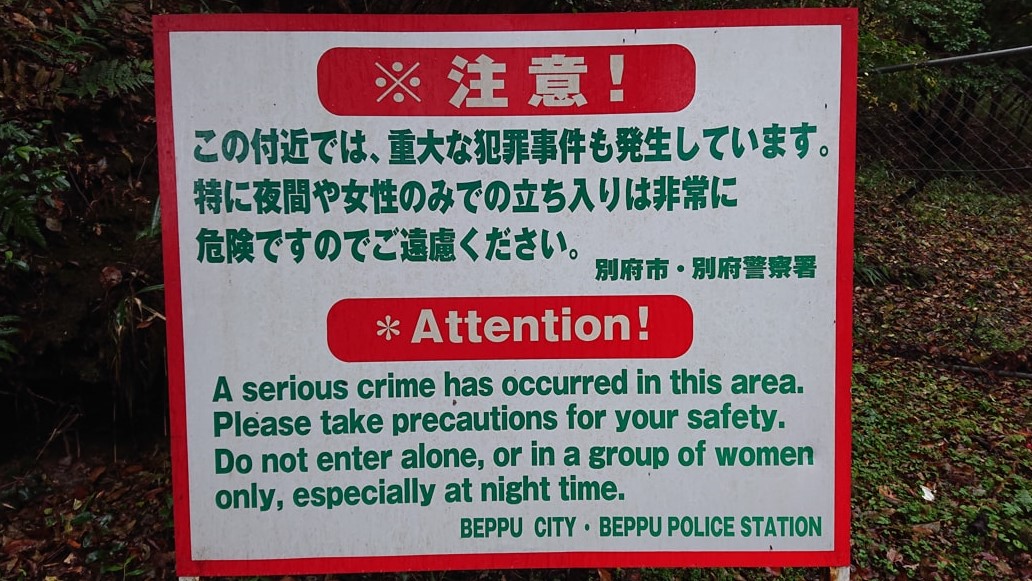 ※ 注意！
この付近では、重大な犯罪事件も発生しています。
特に夜間や女性のみでの立ち入りは非常に
危険ですのでご遠慮ください。
別府市・別府警察署
＊Attention!
A serious crime has occurred in this area.
Please take precautions for your safety.
Do not enter alone, or in a group of women
only, especially at night time.
BEPPU CITY・BEPPU POLICE STATION